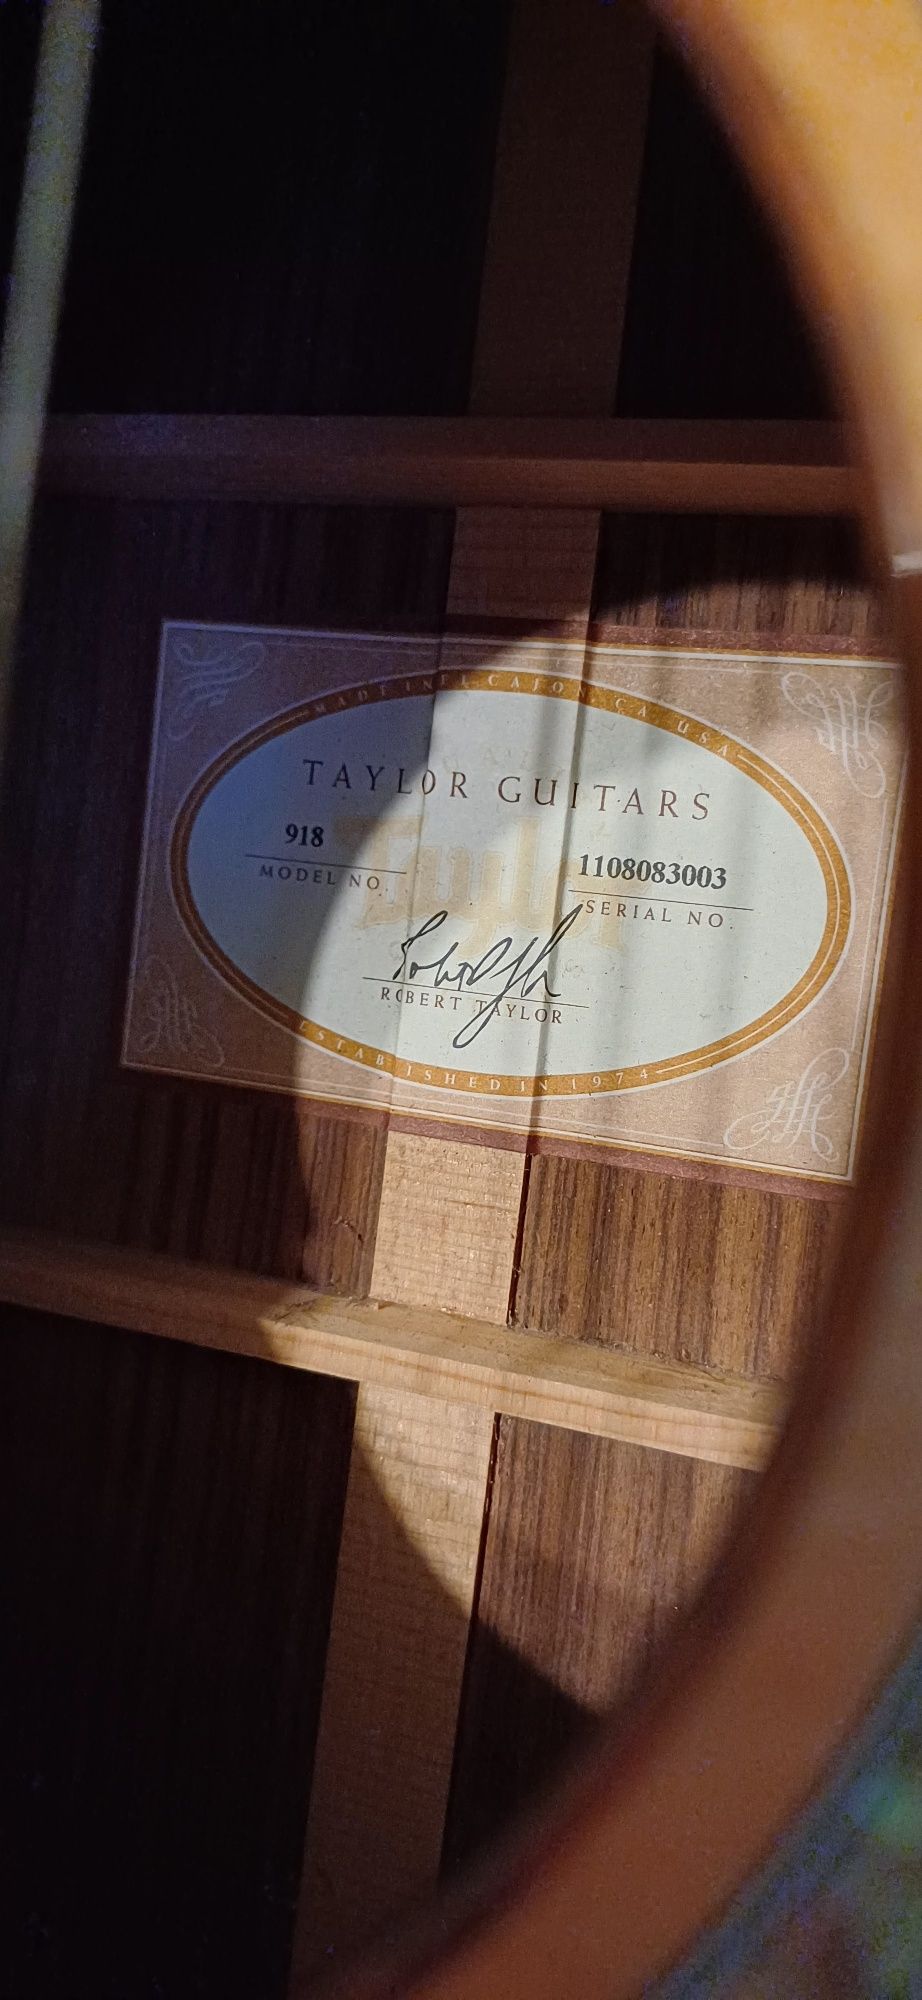 MADE IN EL CAJON, CA USA
TAYLOR GUITARS
918
1108083003
MODEL NO.
SERIAL NO.
Taylor
ROBERT TAYLOR
ESTABLISHED IN 1974